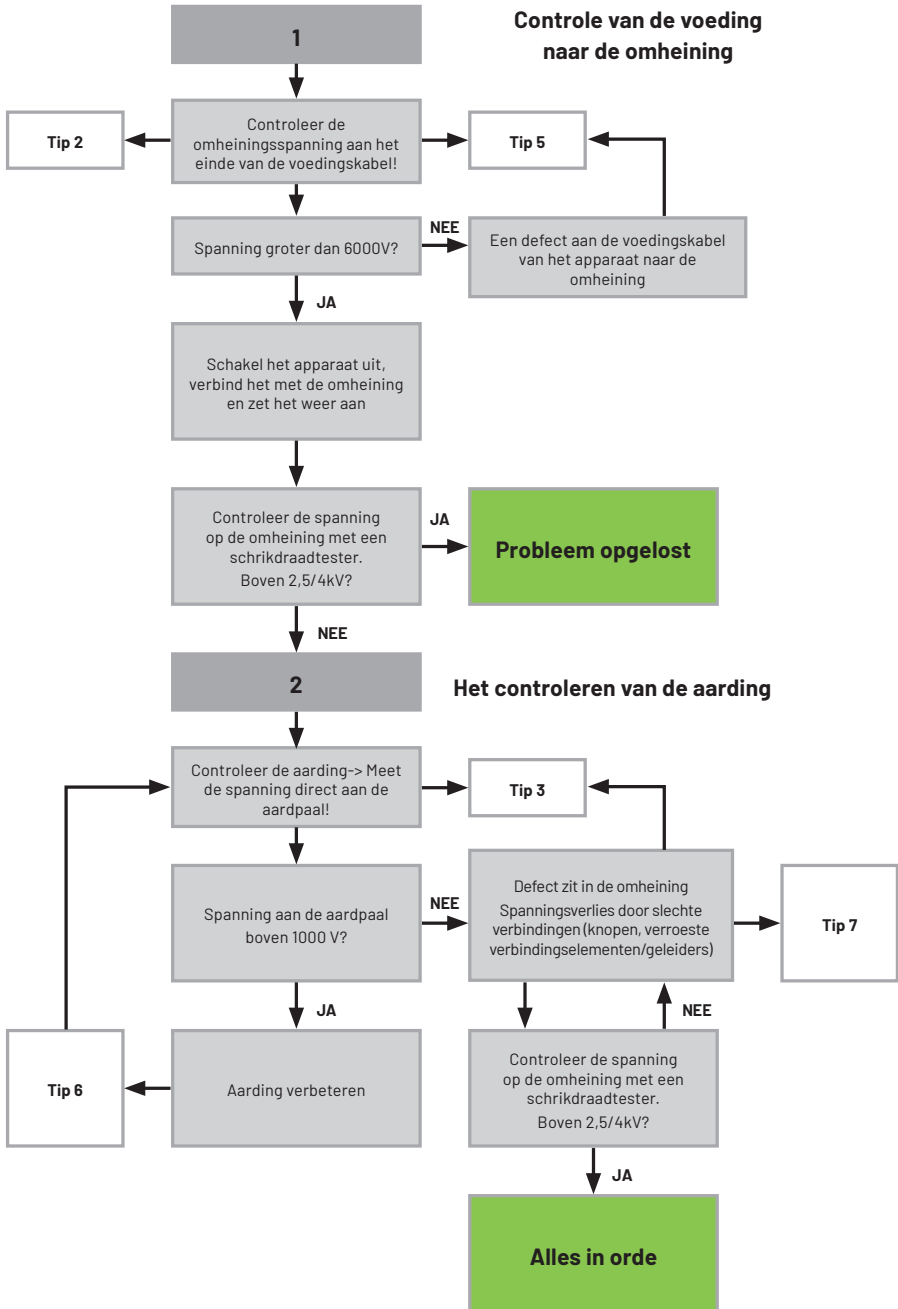 1
Controle van de voeding
naar de omheining
Tip 2
Controleer de
omheiningsspanning aan het
einde van de voedingskabel!
Tip 5
Spanning groter dan 6000V?
NEE
Een defect aan de voedingskabel
van het apparaat naar de
omheining
JA
Schakel het apparaat uit,
verbind het met de omheining
en zet het weer aan
Controleer de spanning
op de omheining met een
schrikdraadtester.
Boven 2,5/4kV?
JA
Probleem opgelost
NEE
2
Het controleren van de aarding
Controleer de aarding-> Meet
de spanning direct aan de
aardpaal!
Tip 3
Spanning aan de aardpaal
boven 1000 V?
NEE
Defect zit in de omheining
Spanningsverlies door slechte
verbindingen (knopen, verroeste
verbindingselementen/geleiders)
Tip 7
JA
NEE
Tip 6
Aarding verbeteren
Controleer de spanning
op de omheining met een
schrikdraadtester.
Boven 2,5/4kV?
JA
Alles in orde